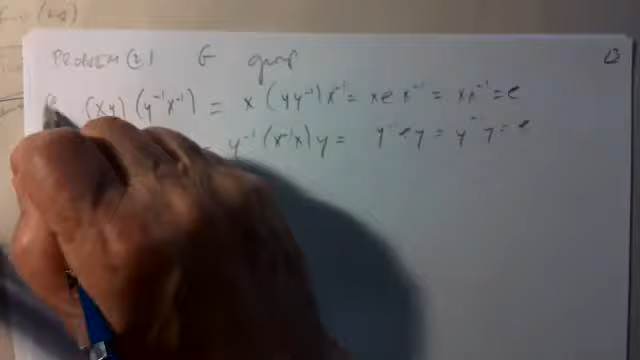 PROBLEM 2.1 G group
(xy)(y⁻¹x⁻¹) = x(yy⁻¹)x⁻¹ = xex⁻¹ = xx⁻¹ = e
y⁻¹(x⁻¹x)y = y⁻¹ey = y⁻¹y = e